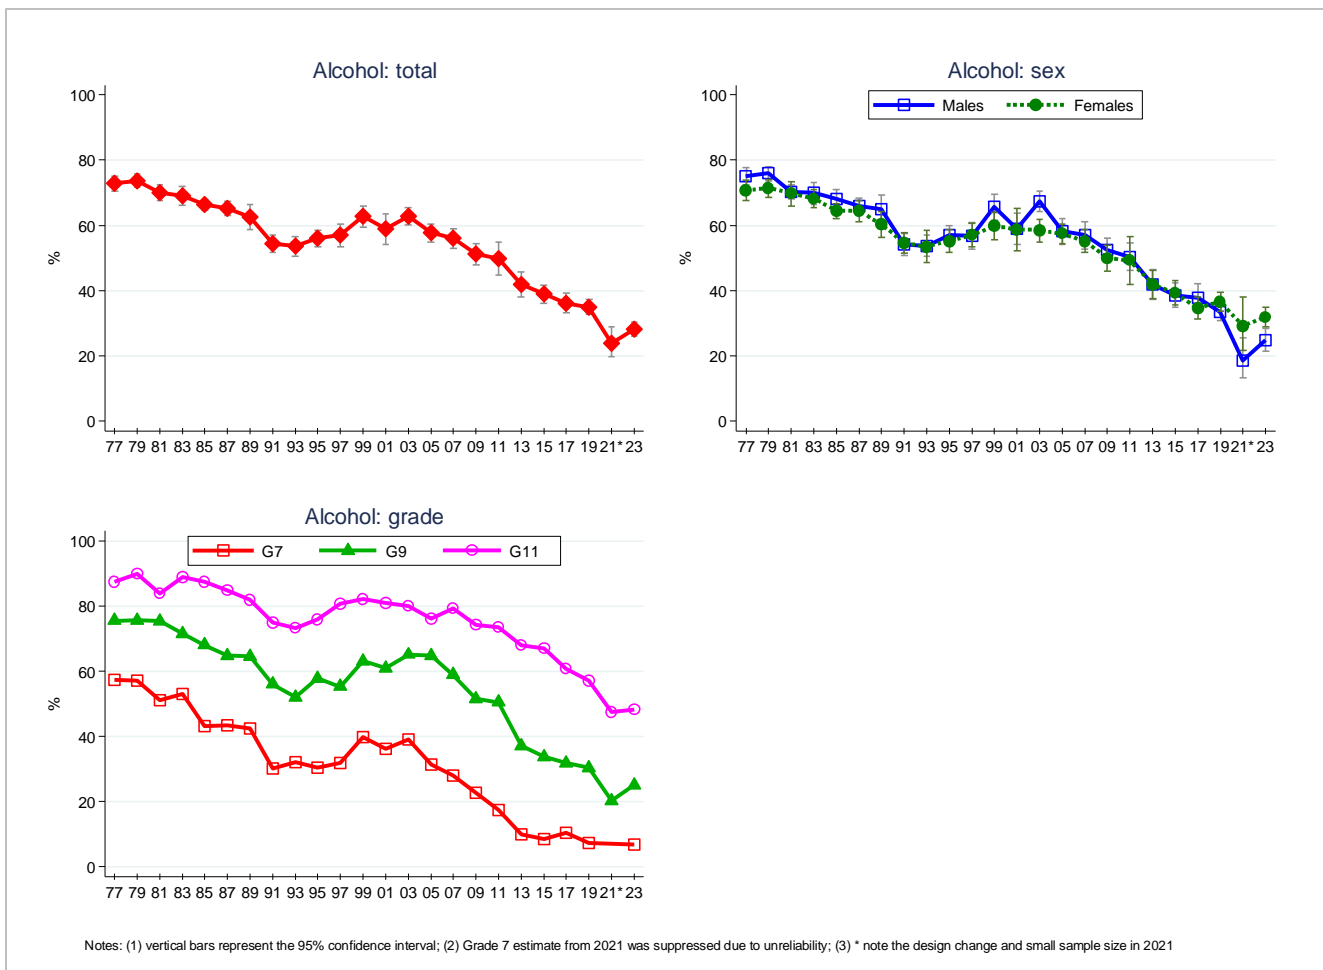 Alcohol: total
100
80
60
40
20
0
%
77 79 81 83 85 87 89 91 93 95 97 99 01 03 05 07 09 11 13 15 17 19 21* 23
Alcohol: sex
Males Females
100
80
60
40
20
0
%
77 79 81 83 85 87 89 91 93 95 97 99 01 03 05 07 09 11 13 15 17 19 21* 23
Alcohol: grade
G7 G9 G11
100
80
60
40
20
0
%
77 79 81 83 85 87 89 91 93 95 97 99 01 03 05 07 09 11 13 15 17 19 21* 23
Notes: (1) vertical bars represent the 95% confidence interval; (2) Grade 7 estimate from 2021 was suppressed due to unreliability; (3) * note the design change and small sample size in 2021